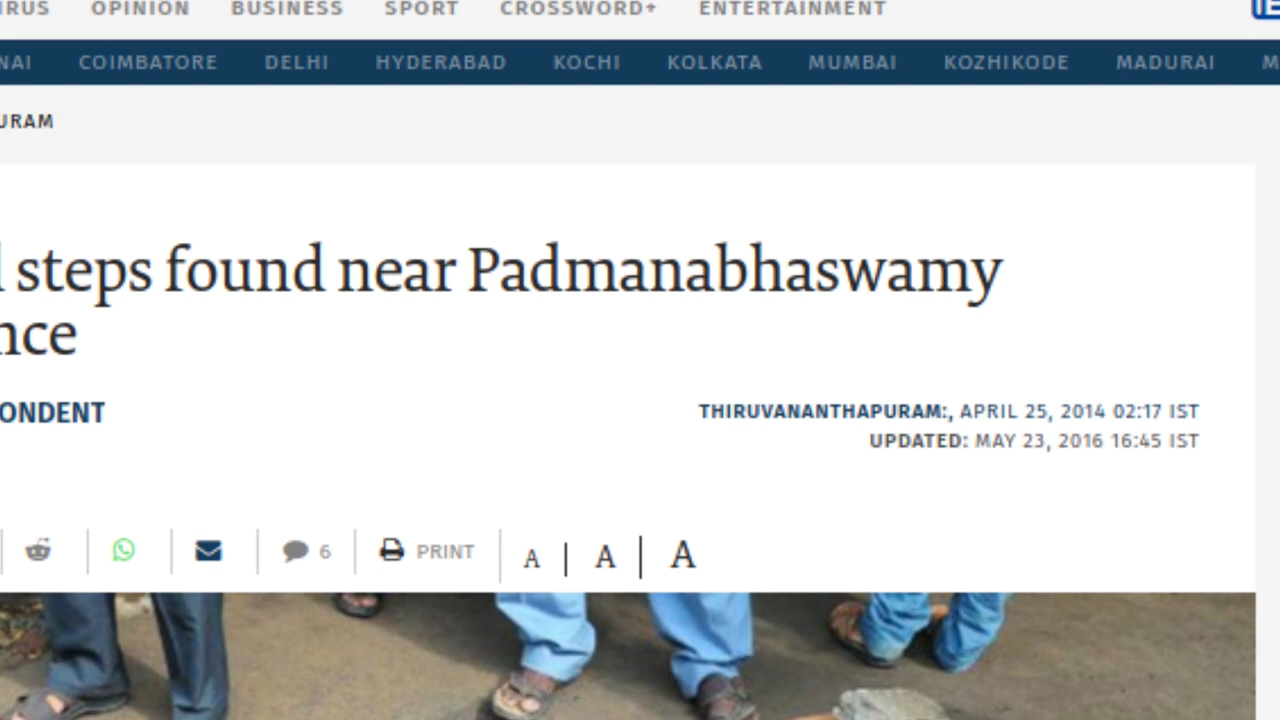 IRUS OPINION BUSINESS SPORT CROSSWORD+ ENTERTAINMENT
NAI COIMBATORE DELHI HYDERABAD KOCHI KOLKATA MUMBAI KOZHIKODE MADURAI M
URAM
steps found near Padmanabhaswamy
nce
ONDENT
THIRUVANANTHAPURAM:, APRIL 25, 2014 02:17 IST
UPDATED: MAY 23, 2016 16:45 IST
6 PRINT A A A